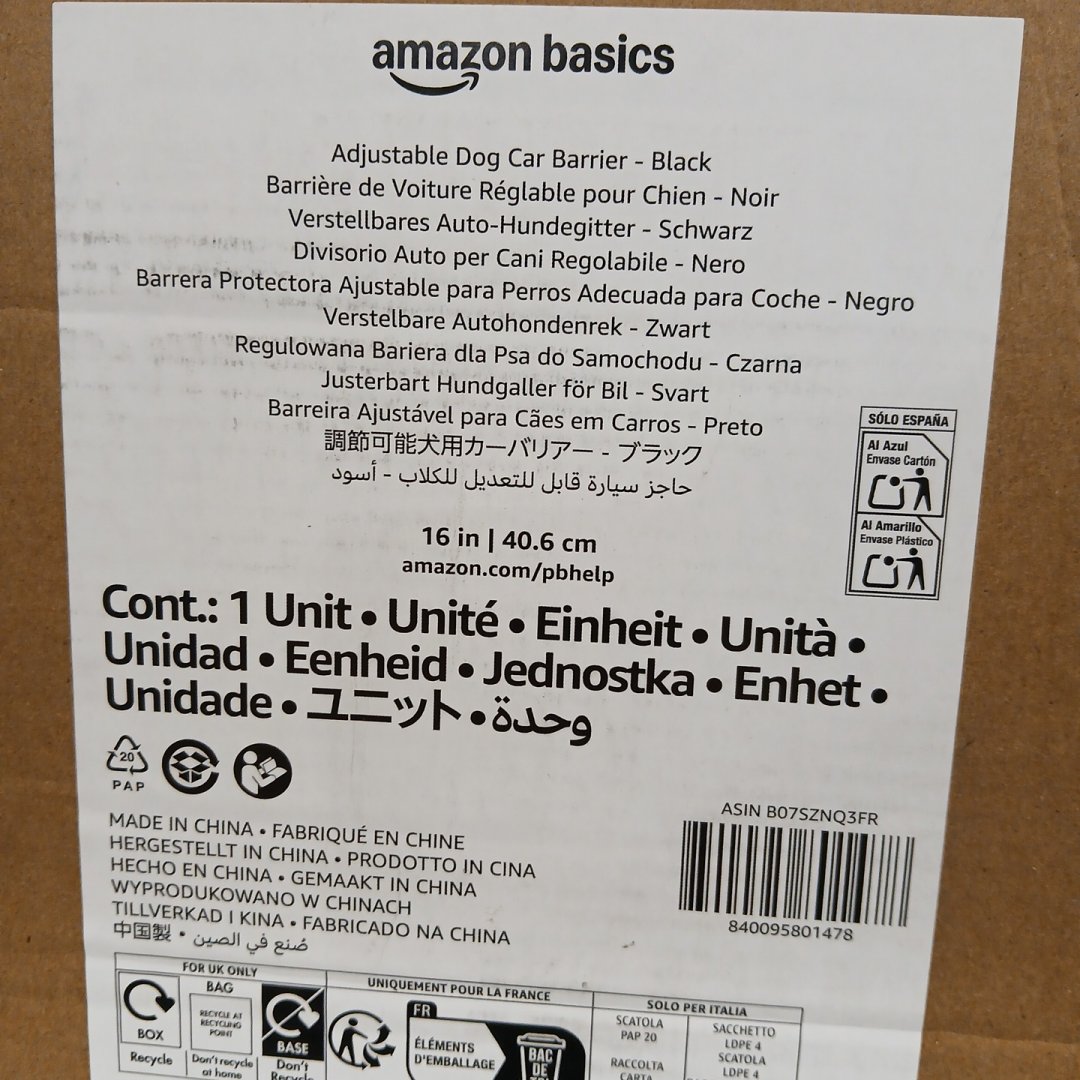 amazon basics
Adjustable Dog Car Barrier - Black
Barrière de Voiture Réglable pour Chien - Noir
Verstellbares Auto-Hundegitter - Schwarz
Divisorio Auto per Cani Regolabile - Nero
Barrera Protectora Ajustable para Perros Adecuada para Coche - Negro
Verstelbare Autohondenrek - Zwart
Regulowana Bariera dla Psa do Samochodu - Czarna
Justerbart Hundgaller för Bil - Svart
Barreira Ajustável para Cães em Carros - Preto
調節可能犬用カーバリアー - ブラック
حاجز سيارة قابل للتعديل للكلاب - أسود
SÓLO ESPAÑA
Al Azul
Envase Cartón
Al Amarillo
Envase Plástico
16 in | 40.6 cm
amazon.com/pbhelp
Cont.: 1 Unit • Unité • Einheit • Unità •
Unidad • Eenheid • Jednostka • Enhet •
Unidade • ユニット • وحدة
20
PAP
MADE IN CHINA • FABRIQUÉ EN CHINE
HERGESTELLT IN CHINA • PRODOTTO IN CINA
HECHO EN CHINA • GEMAAKT IN CHINA
WYPRODUKOWANO W CHINACH
TILLVERKAD I KINA • FABRICADO NA CHINA
中国製 • صُنع في الصين
ASIN B07SZNQ3FR
840095801478
FOR UK ONLY
BOX
Recycle
BAG
RECYCLE AT
RECYCLING
POINT
Don't recycle
at home
BASE
Don't
Recycle
UNIQUEMENT POUR LA FRANCE
FR
ÉLÉMENTS
D'EMBALLAGE
BAC
DE
SOLO PER ITALIA
SCATOLA
PAP 20
RACCOLTA
CARTA
SACCHETTO
LDPE 4
SCATOLA
LDPE 4